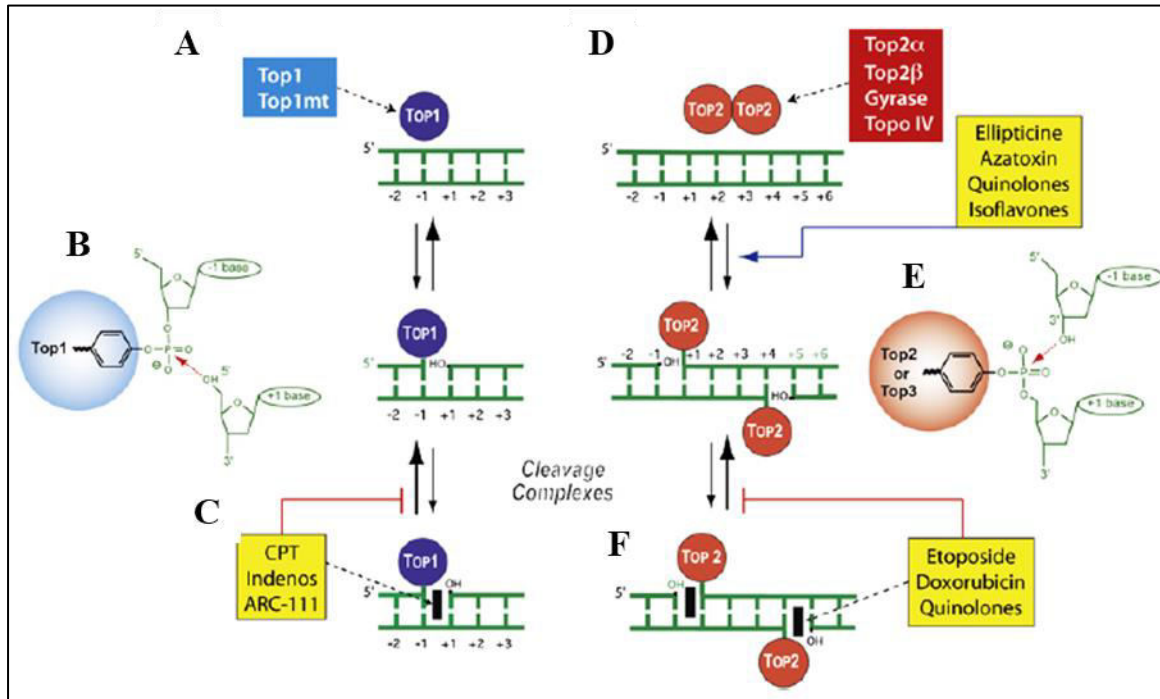 A
Top1
Top1mt
TOP1
5'
-2 -1 +1 +2 +3
D
Top2α
Top2β
Gyrase
Topo IV
TOP2 TOP2
5'
-2 -1 +1 +2 +3 +4 +5 +6
Ellipticine
Azatoxin
Quinolones
Isoflavones
B
5'
-1 base
O
Top1
O P O
O
⊖
O
OH 5'
O
+1 base
3'
TOP1
5'
HO
-2 -1 +1 +2 +3
TOP2
-2 -1 +1 +2 +3 +4 +5 +6
5'
OH
HO
TOP2
E
5'
-1 base
O
3'
OH
Top2
or
Top3
⊖
O
O P O
O
O
+1 base
3'
Cleavage
Complexes
C
CPT
Indenos
ARC-111
TOP1
OH
5'
-2 -1 +1 +2 +3
F
TOP 2
5'
OH
OH
TOP2
Etoposide
Doxorubicin
Quinolones